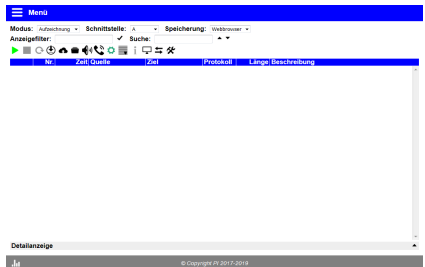 Menü
Modus: Aufzeichnung Schnittstelle: A Speicherung: Webbrowser
Anzeigefilter: Suche:
Nr. Zeit Quelle Ziel Protokoll Länge Beschreibung
Detailanzeige
© Copyright PI 2017-2019